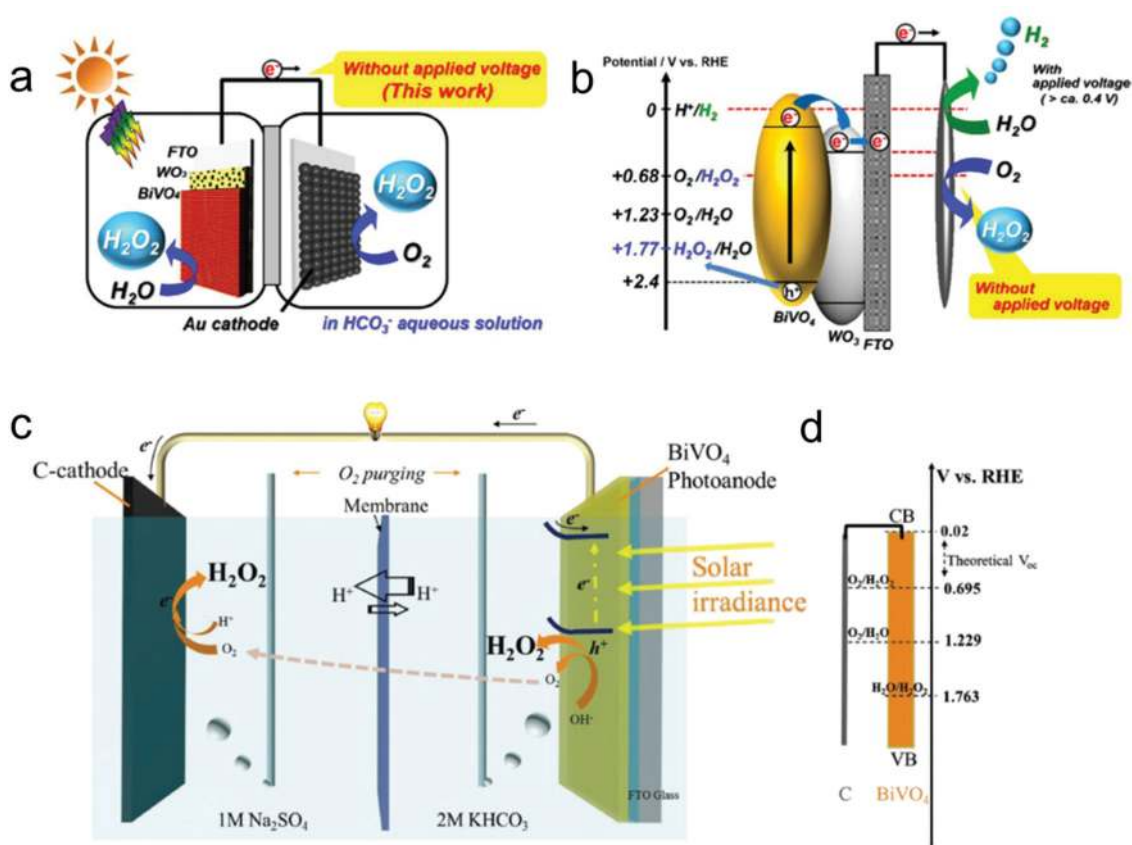 a
e⁻
Without applied voltage
(This work)
FTO
WO₃
BiVO₄
H₂O₂
H₂O
H₂O₂
O₂
Au cathode
in HCO₃⁻ aqueous solution
b
Potential / V vs. RHE
0
H⁺/H₂
+0.68
O₂/H₂O₂
+1.23
O₂/H₂O
+1.77
H₂O₂/H₂O
+2.4
e⁻
e⁻
e⁻
e⁻
h⁺
BiVO₄
WO₃
FTO
H₂
With
applied voltage
( > ca. 0.4 V)
H₂O
O₂
H₂O₂
Without
applied voltage
c
e⁻
e⁻
C-cathode
O₂ purging
Membrane
BiVO₄
Photoanode
e⁻
H₂O₂
e⁻
H⁺
O₂
H⁺
H⁺
e⁻
Solar
irradiance
H₂O₂
h⁺
O₂
OH⁻
1M Na₂SO₄
2M KHCO₃
FTO Glass
d
V vs. RHE
CB
0.02
Theoretical Vₒc
O₂/H₂O₂
0.695
O₂/H₂O
1.229
H₂O/H₂O₂
1.763
VB
C
BiVO₄